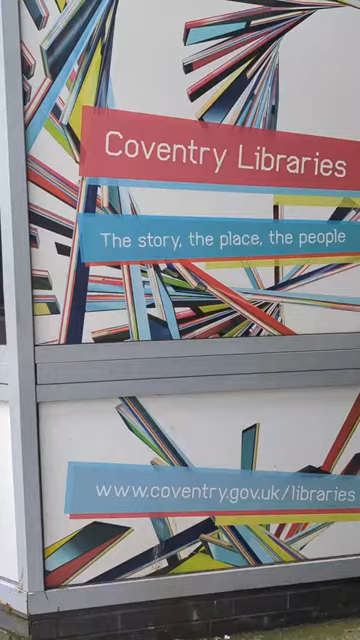 Coventry Libraries
The story, the place, the people
www.coventry.gov.uk/libraries